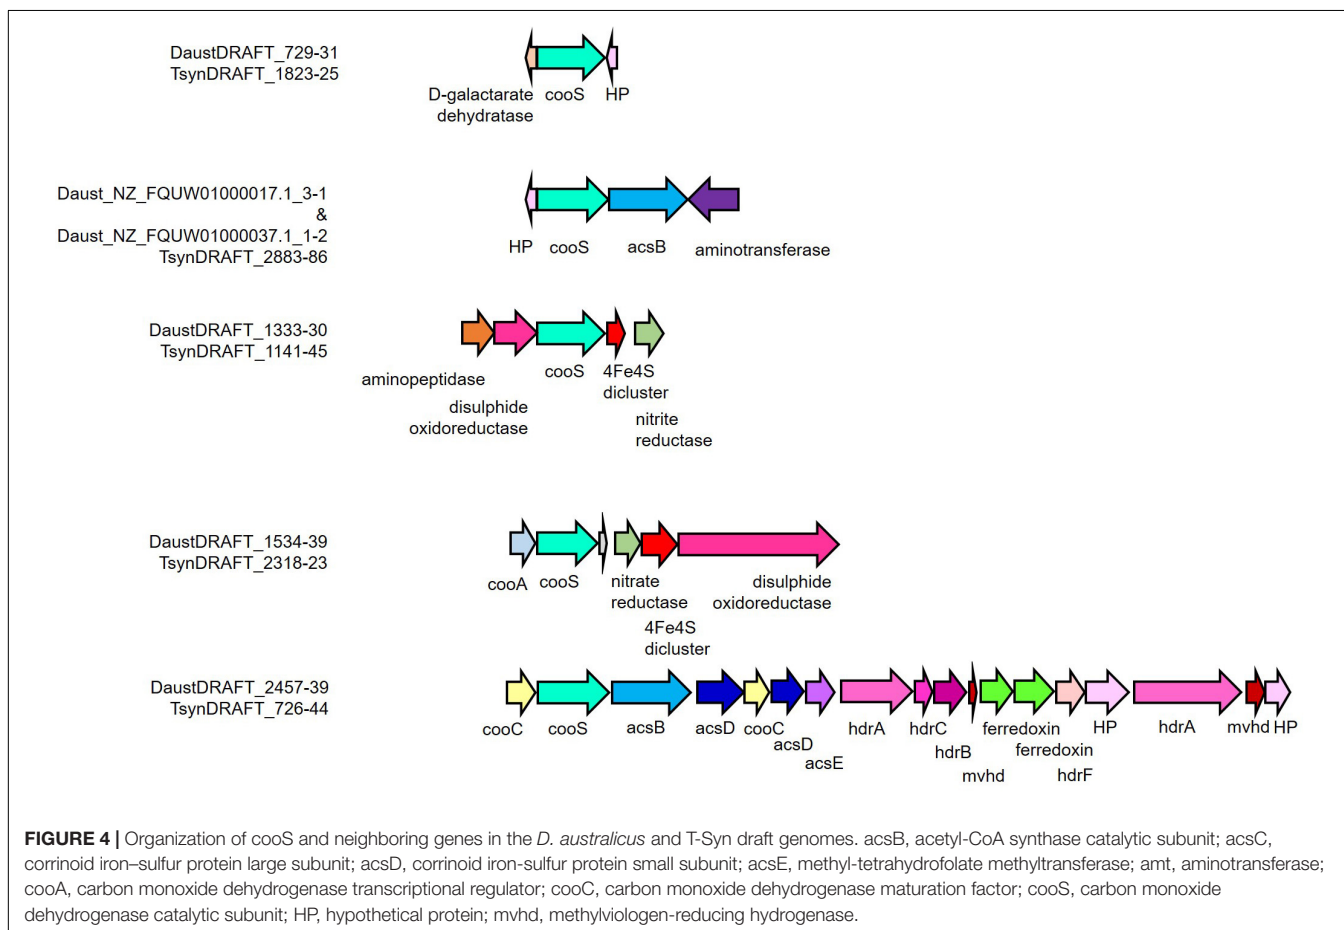 DaustDRAFT_729-31
TsynDRAFT_1823-25
D-galactarate cooS HP
dehydratase
Daust_NZ_FQUW01000017.1_3-1
&
Daust_NZ_FQUW01000037.1_1-2
TsynDRAFT_2883-86
HP cooS acsB aminotransferase
DaustDRAFT_1333-30
TsynDRAFT_1141-45
aminopeptidase cooS 4Fe4S
dicluster
disulphide
oxidoreductase
nitrite
reductase
DaustDRAFT_1534-39
TsynDRAFT_2318-23
cooA cooS nitrate disulphide
reductase oxidoreductase
4Fe4S
dicluster
DaustDRAFT_2457-39
TsynDRAFT_726-44
cooC cooS acsB acsD cooC hdrA hdrC ferredoxin HP hdrA mvhd HP
acsD hdrB ferredoxin
acsE mvhd hdrF
FIGURE 4 | Organization of cooS and neighboring genes in the D. australicus and T-Syn draft genomes. acsB, acetyl-CoA synthase catalytic subunit; acsC,
corrinoid iron–sulfur protein large subunit; acsD, corrinoid iron-sulfur protein small subunit; acsE, methyl-tetrahydrofolate methyltransferase; amt, aminotransferase;
cooA, carbon monoxide dehydrogenase transcriptional regulator; cooC, carbon monoxide dehydrogenase maturation factor; cooS, carbon monoxide
dehydrogenase catalytic subunit; HP, hypothetical protein; mvhd, methylviologen-reducing hydrogenase.